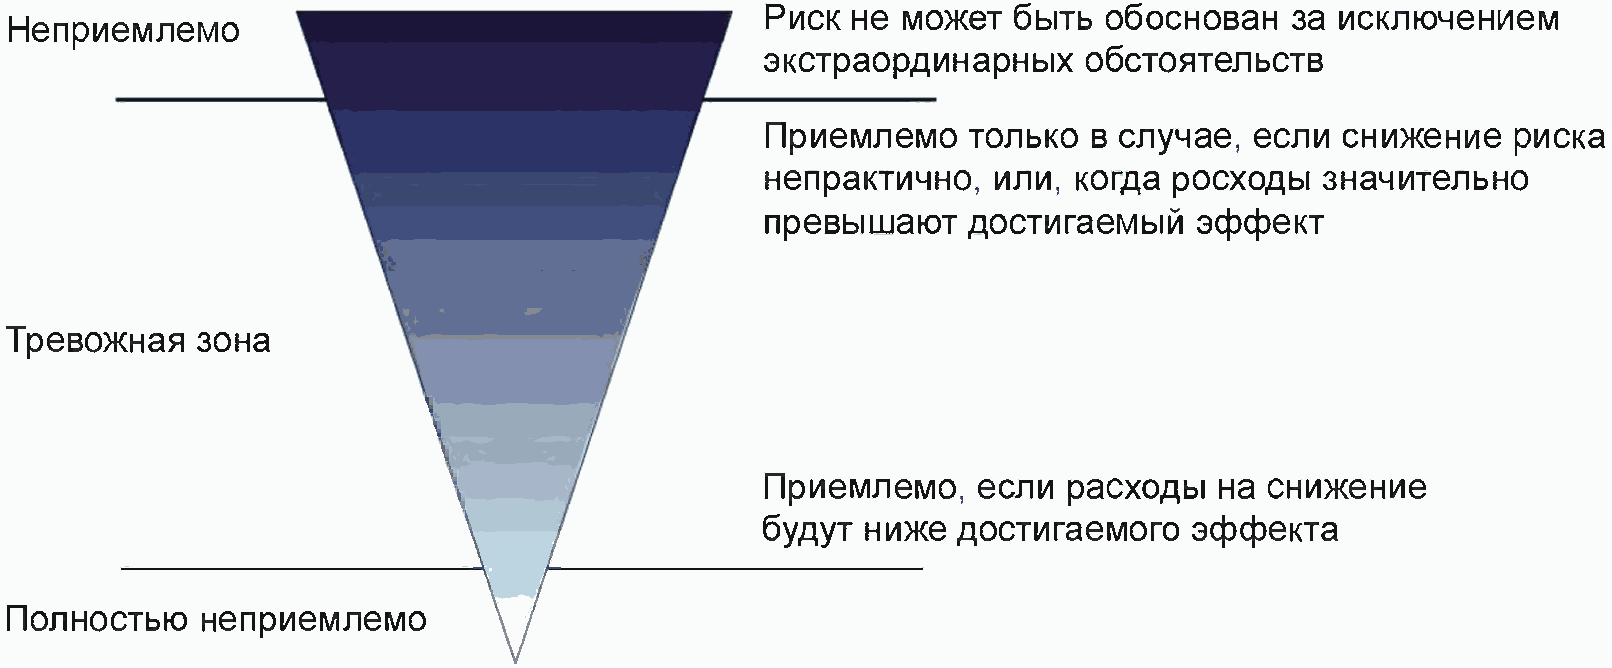 Неприемлемо
Риск не может быть обоснован за исключением
экстраординарных обстоятельств
Приемлемо только в случае, если снижение риска
непрактично, или, когда росходы значительно
превышают достигаемый эффект
Тревожная зона
Приемлемо, если расходы на снижение
будут ниже достигаемого эффекта
Полностью неприемлемо